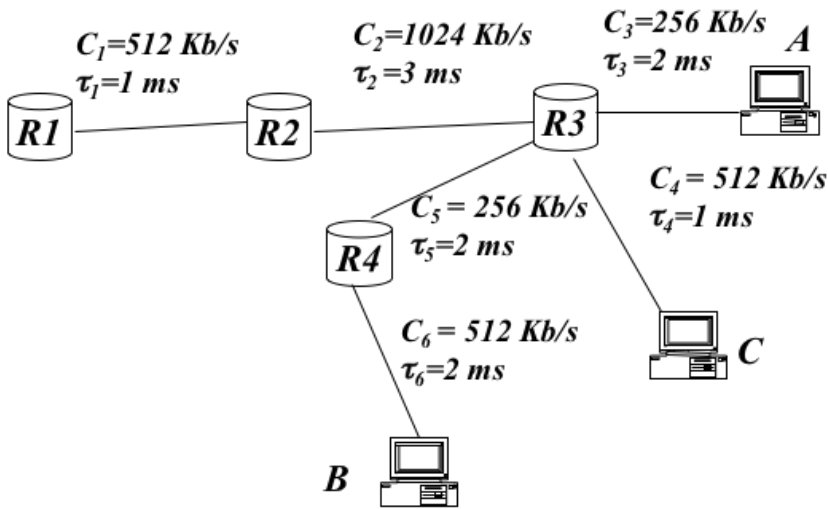 C₁=512 Kb/s
τ₁=1 ms
C₂=1024 Kb/s
τ₂=3 ms
C₃=256 Kb/s
τ₃=2 ms
A
R1
R2
R3
C₄ = 512 Kb/s
τ₄=1 ms
C₅ = 256 Kb/s
τ₅=2 ms
R4
C₆ = 512 Kb/s
τ₆=2 ms
C
B